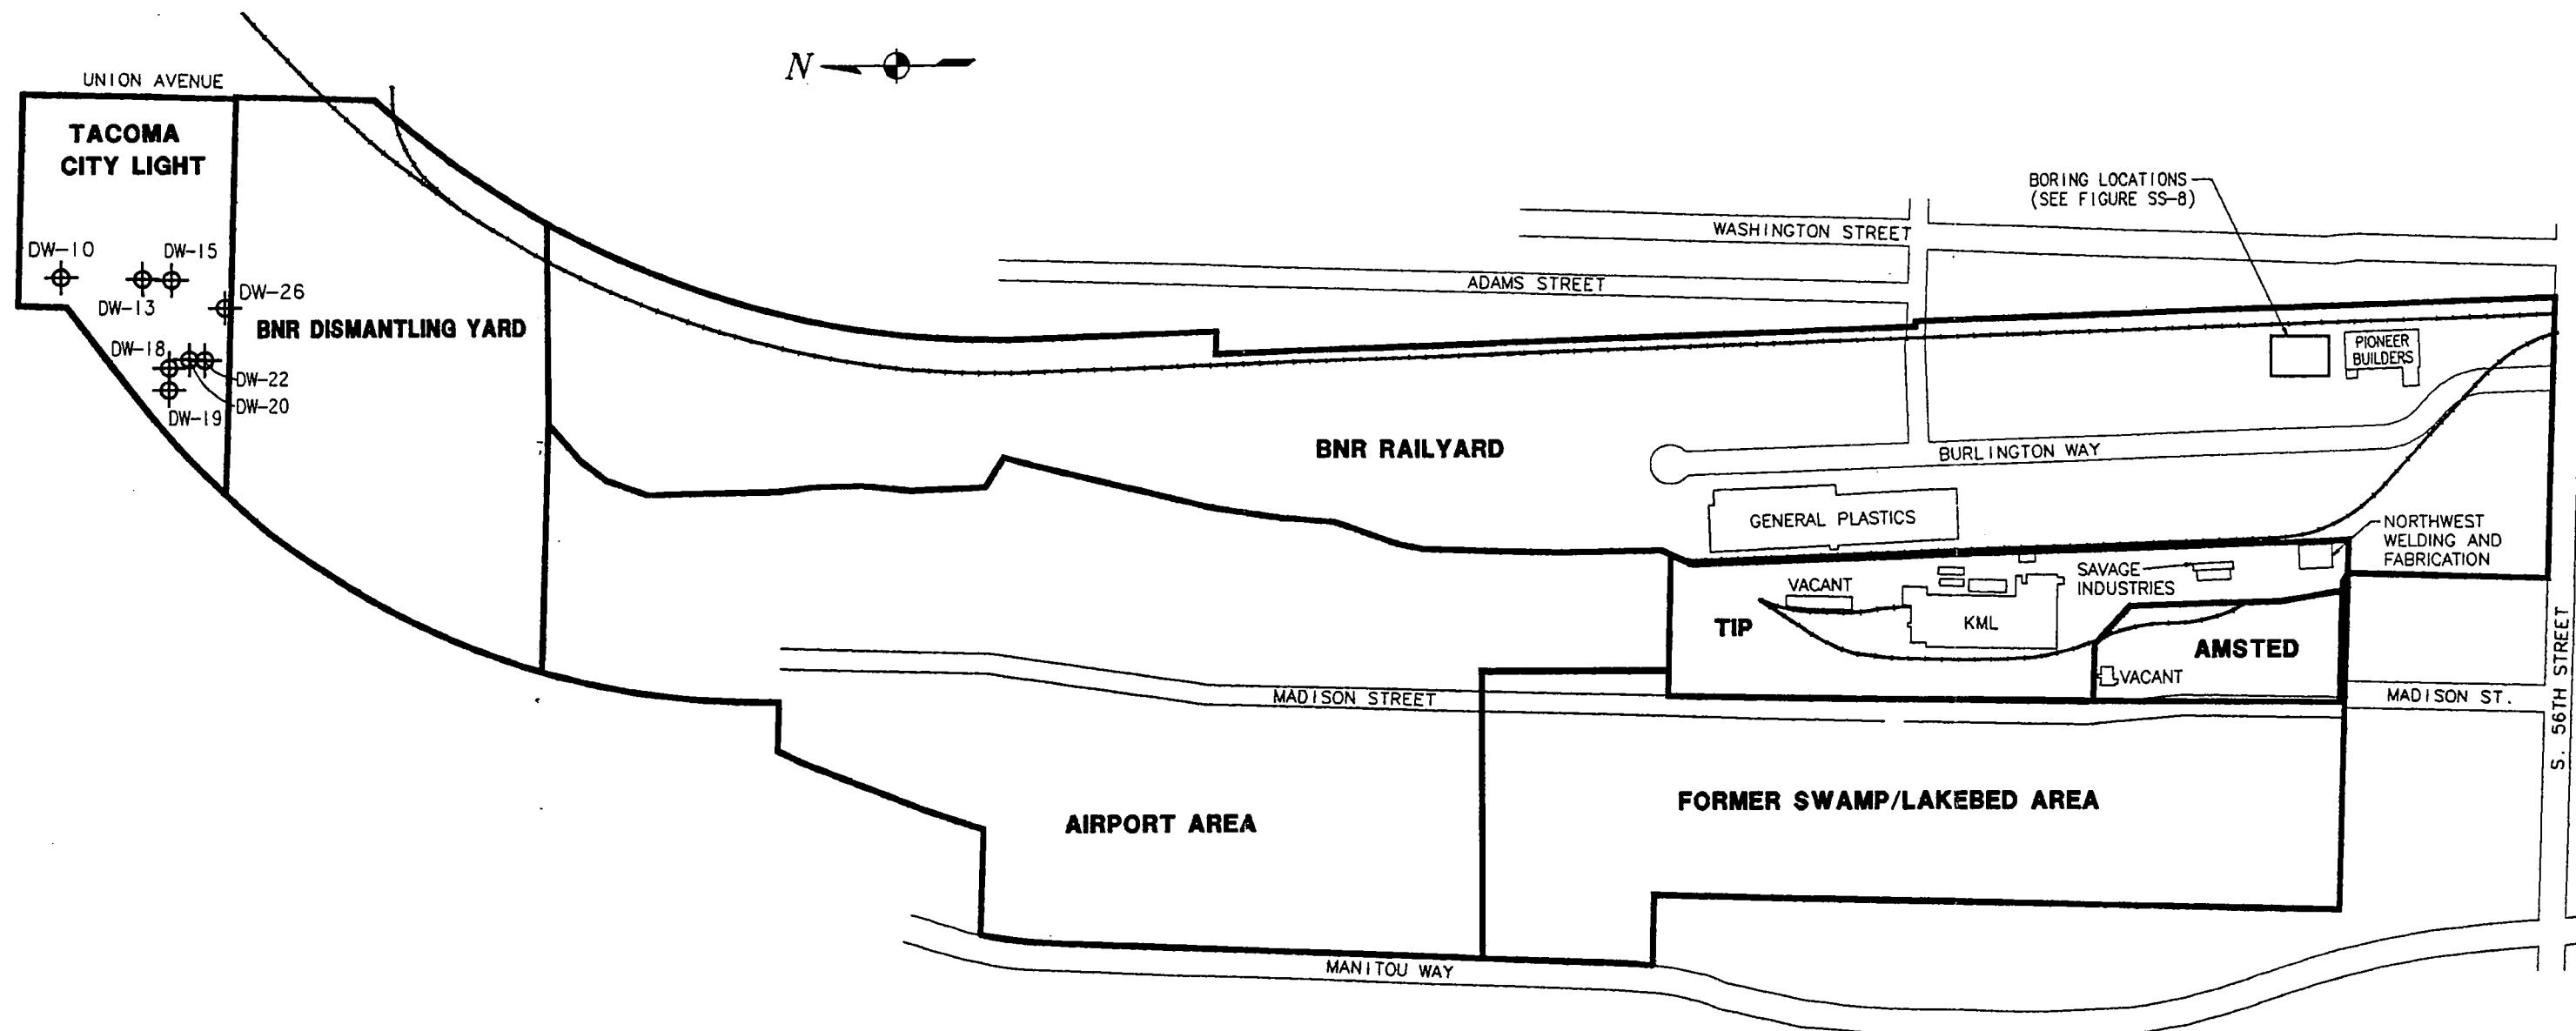 N
UNION AVENUE
TACOMA
CITY LIGHT
DW-10
DW-15
DW-13
DW-26
DW-18
DW-22
DW-20
DW-19
BNR DISMANTLING YARD
BORING LOCATIONS
(SEE FIGURE SS-8)
WASHINGTON STREET
ADAMS STREET
PIONEER
BUILDERS
BNR RAILYARD
BURLINGTON WAY
GENERAL PLASTICS
NORTHWEST
WELDING AND
FABRICATION
SAVAGE
INDUSTRIES
VACANT
TIP
KML
AMSTED
VACANT
MADISON STREET
MADISON ST.
S. 56TH STREET
AIRPORT AREA
FORMER SWAMP/LAKEBED AREA
MANITOU WAY